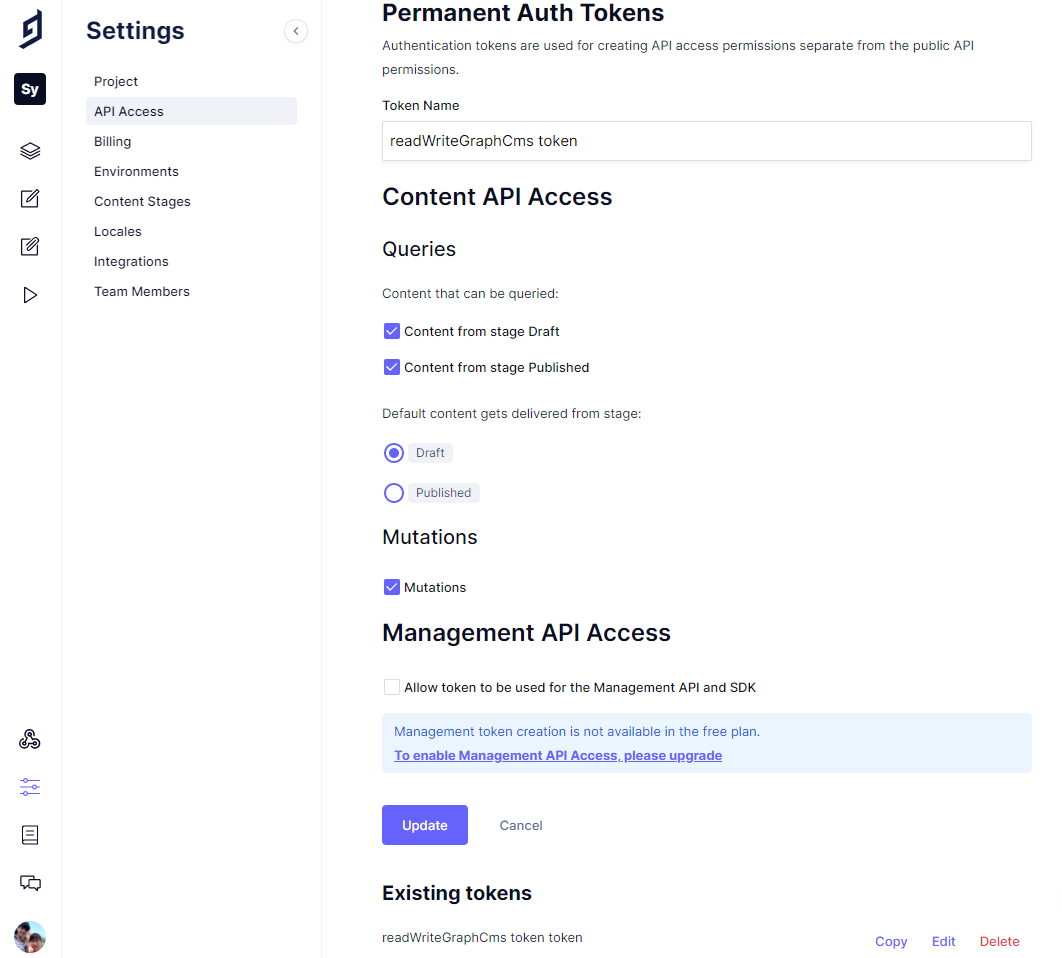 Settings
Sy
Project
API Access
Billing
Environments
Content Stages
Locales
Integrations
Team Members
Permanent Auth Tokens
Authentication tokens are used for creating API access permissions separate from the public API
permissions.
Token Name
readWriteGraphCms token
Content API Access
Queries
Content that can be queried:
Content from stage Draft
Content from stage Published
Default content gets delivered from stage:
Draft
Published
Mutations
Mutations
Management API Access
Allow token to be used for the Management API and SDK
Management token creation is not available in the free plan.
To enable Management API Access, please upgrade
Update Cancel
Existing tokens
readWriteGraphCms token token
Copy Edit Delete